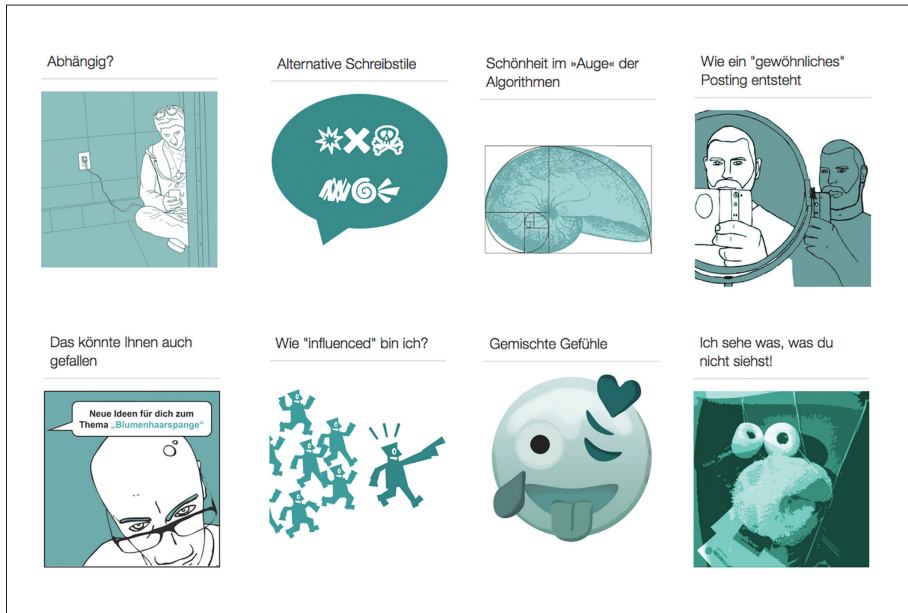 Abhängig?
Alternative Schreibstile
Schönheit im »Auge« der
Algorithmen
Wie ein "gewöhnliches"
Posting entsteht
Das könnte Ihnen auch
gefallen
Neue Ideen für dich zum
Thema „Blumenhaarspange“
Wie "influenced" bin ich?
Gemischte Gefühle
Ich sehe was, was du
nicht siehst!